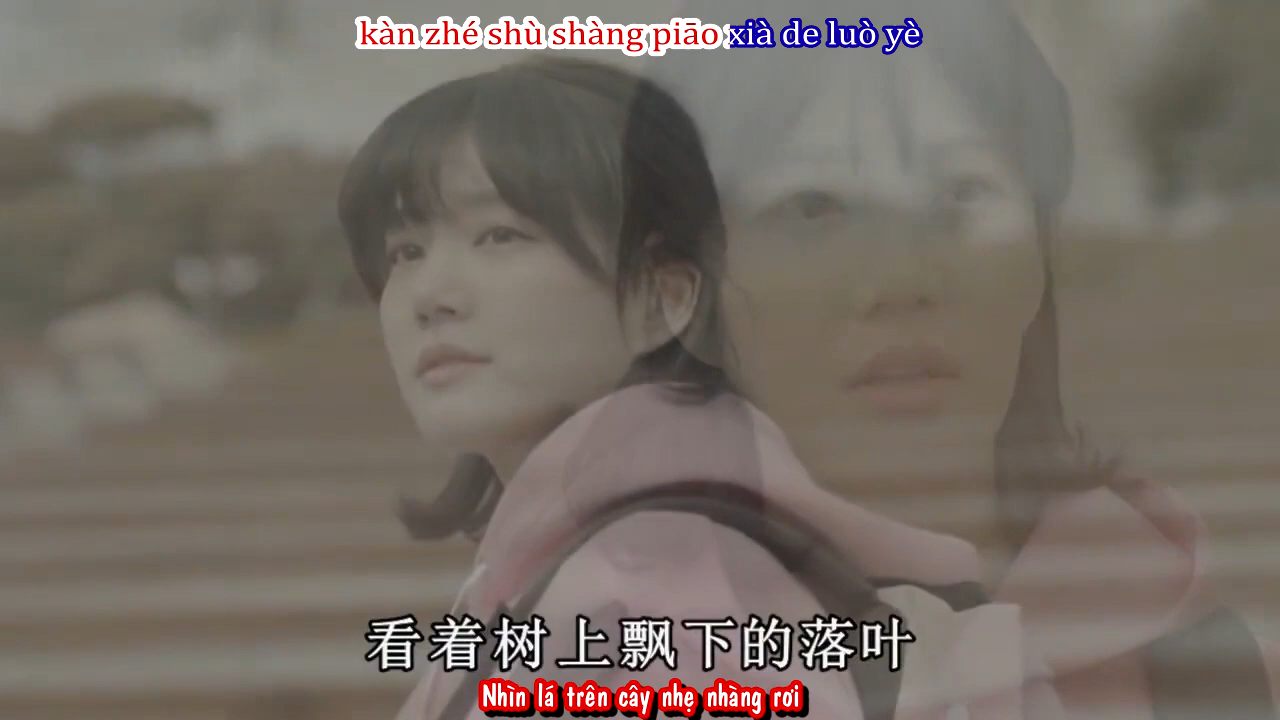 kàn zhé shù shàng piāo xià de luò yè
看着树上飘下的落叶
Nhìn lá trên cây nhẹ nhàng rơi